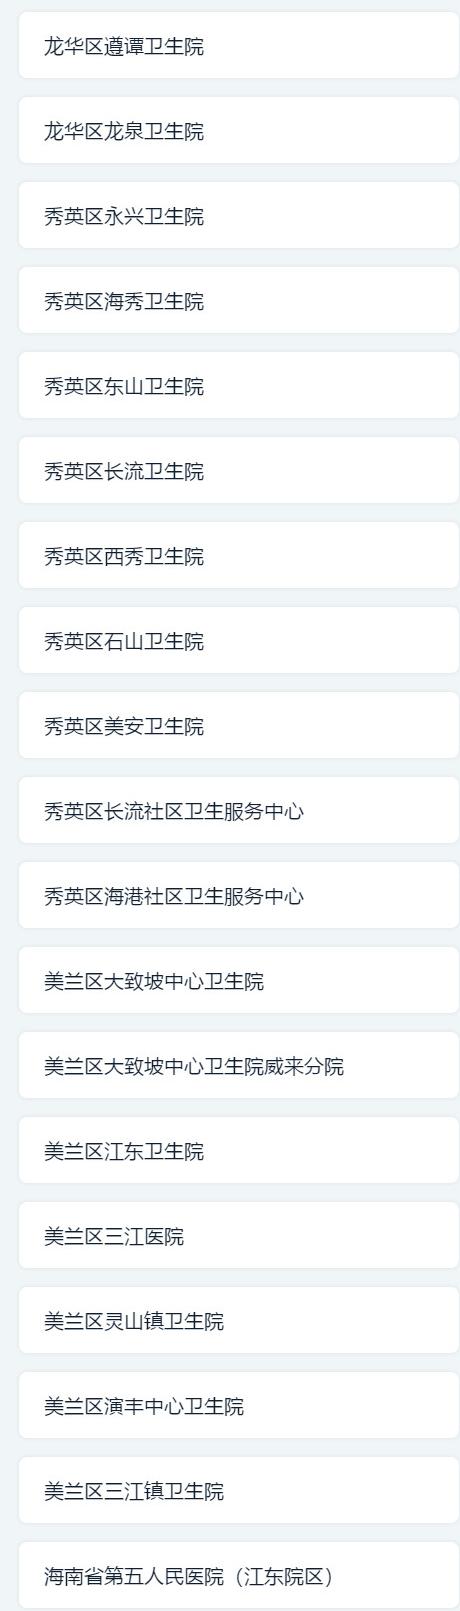 龙华区遵谭卫生院
龙华区龙泉卫生院
秀英区永兴卫生院
秀英区海秀卫生院
秀英区东山卫生院
秀英区长流卫生院
秀英区西秀卫生院
秀英区石山卫生院
秀英区美安卫生院
秀英区长流社区卫生服务中心
秀英区海港社区卫生服务中心
美兰区大致坡中心卫生院
美兰区大致坡中心卫生院咸来分院
美兰区江东卫生院
美兰区三江医院
美兰区灵山镇卫生院
美兰区演丰中心卫生院
美兰区三江镇卫生院
海南省第五人民医院（江东院区）